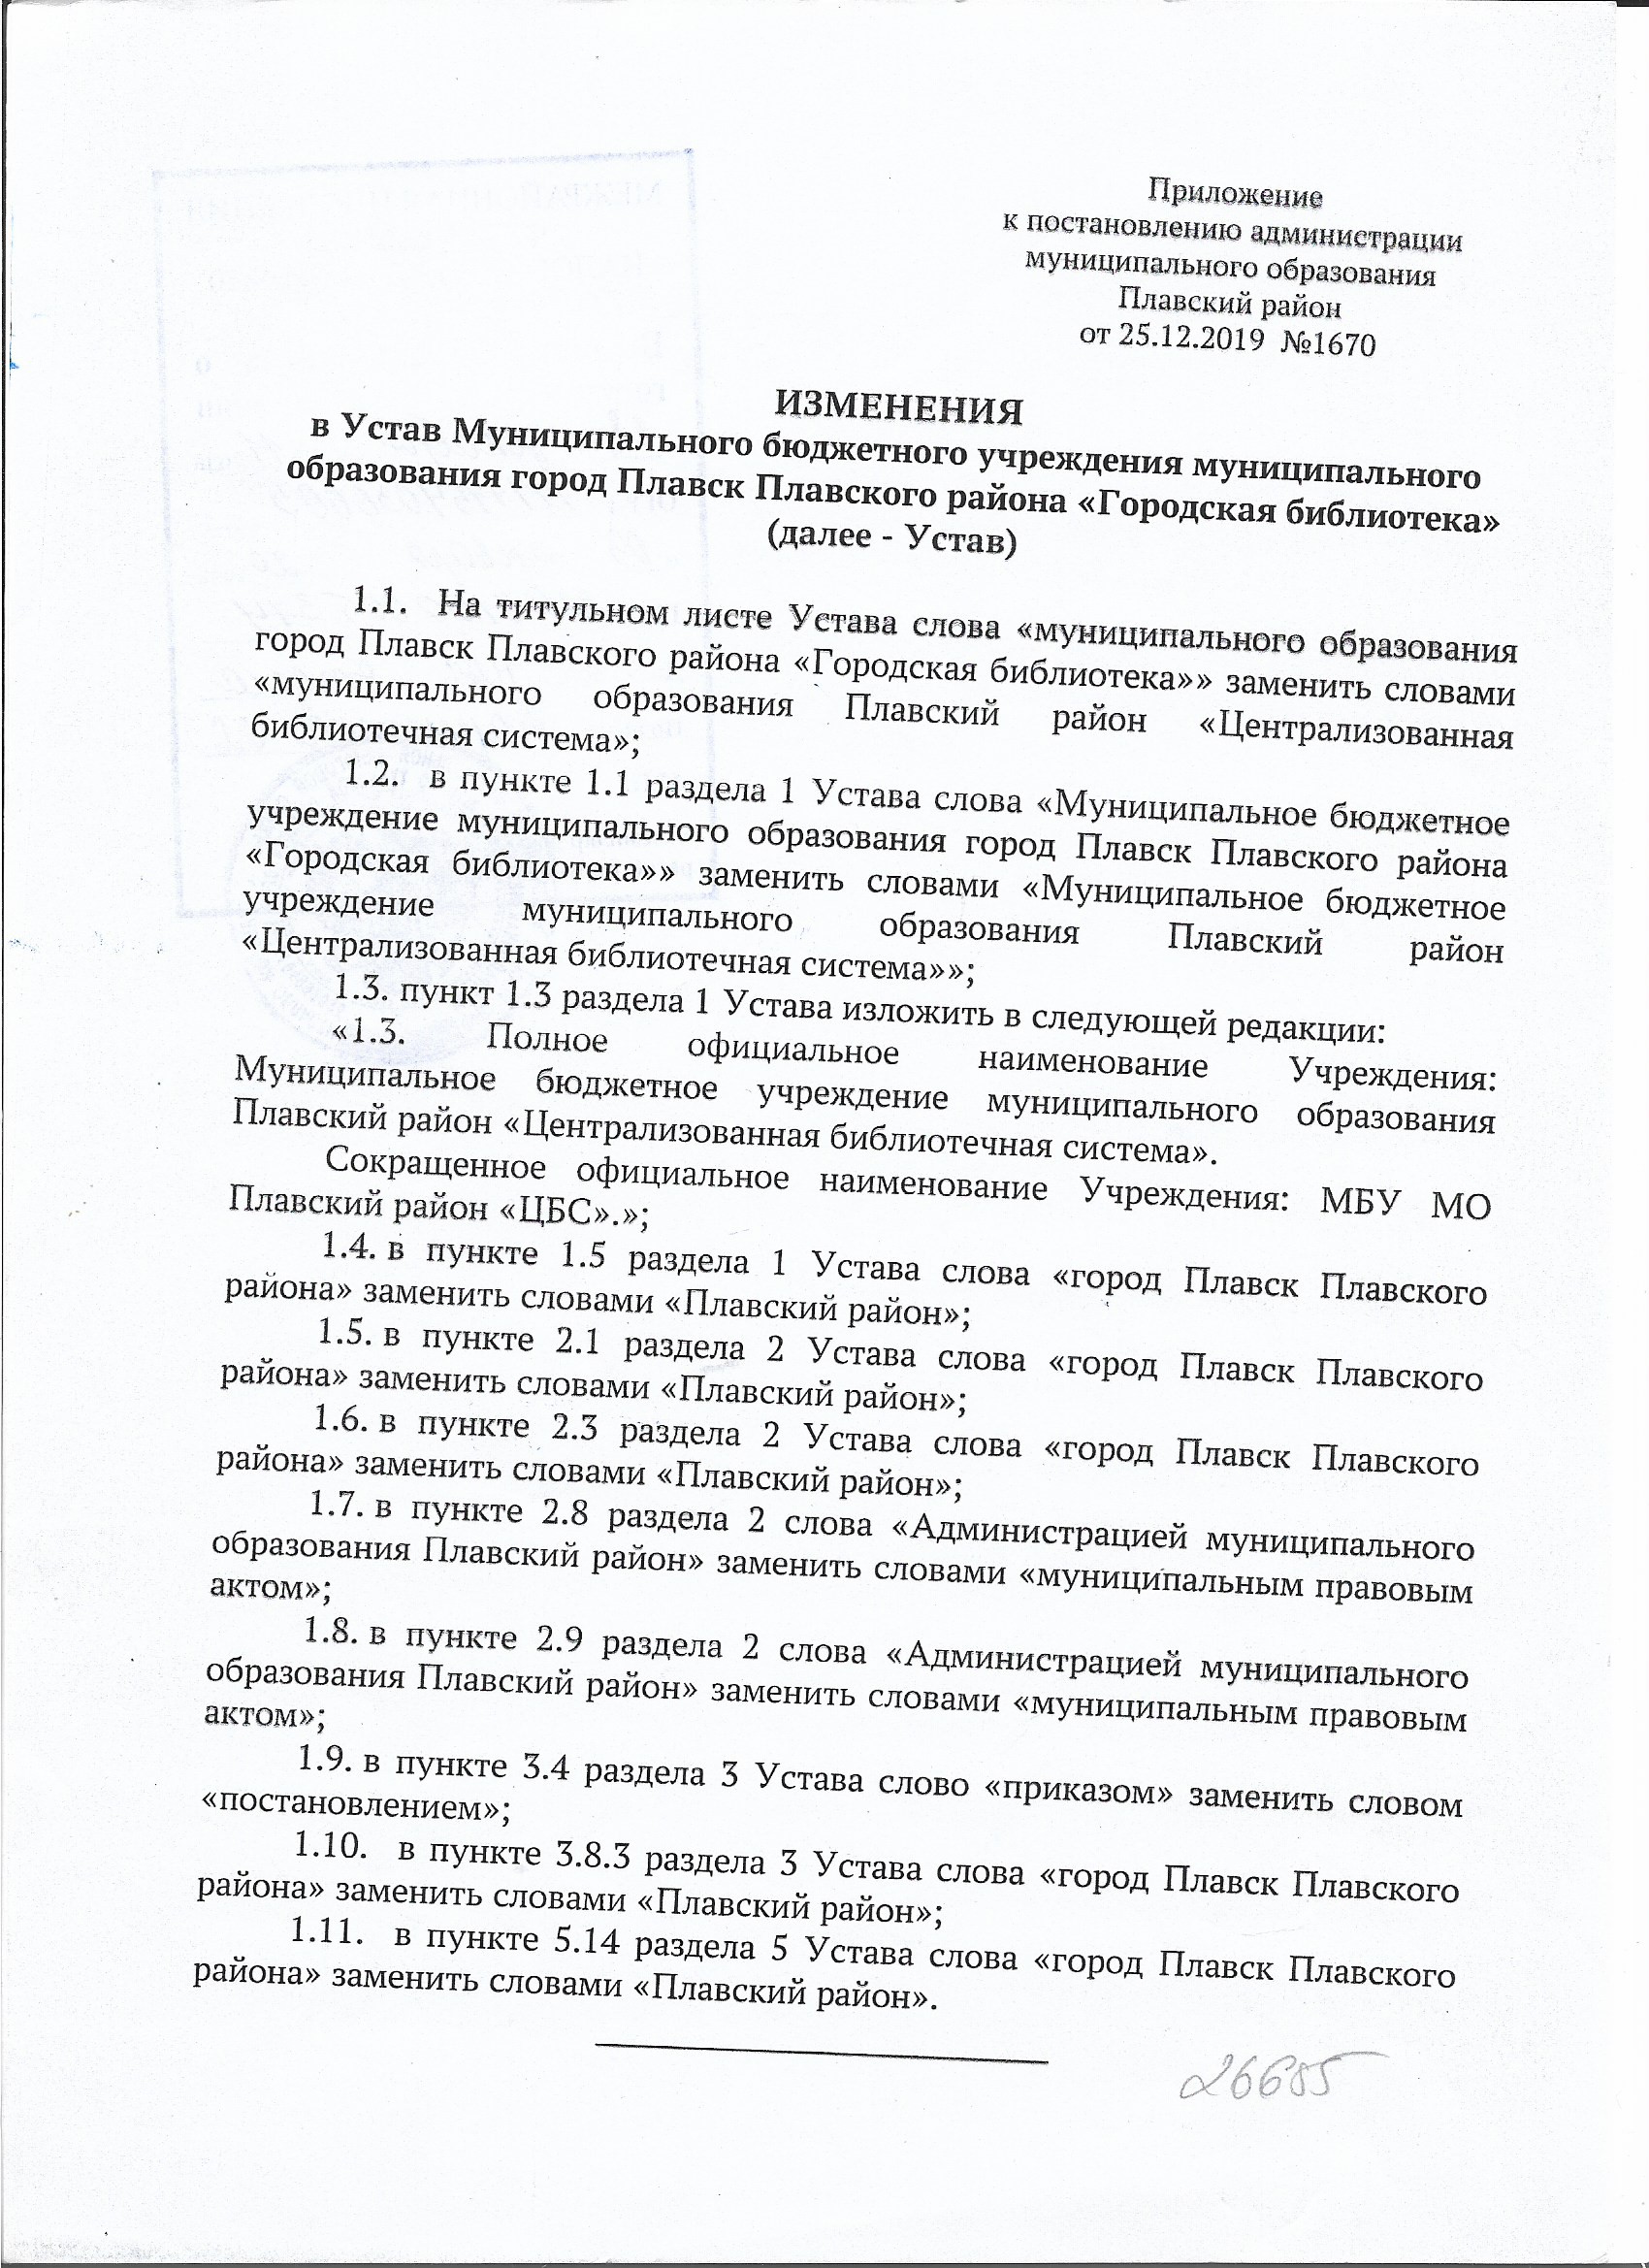 Приложение
к постановлению администрации
муниципального образования
Плавский район
от 25.12.2019 №1670
ИЗМЕНЕНИЯ
в Устав Муниципального бюджетного учреждения муниципального
образования город Плавск Плавского района «Городская библиотека»
(далее - Устав)
1.1. На титульном листе Устава слова «муниципального образования
город Плавск Плавского района «Городская библиотека»» заменить словами
«муниципального образования Плавский район «Централизованная
библиотечная система»;
1.2. в пункте 1.1 раздела 1 Устава слова «Муниципальное бюджетное
учреждение муниципального образования город Плавск Плавского района
«Городская библиотека»» заменить словами «Муниципальное бюджетное
учреждение муниципального образования Плавский район
«Централизованная библиотечная система»»;
1.3. пункт 1.3 раздела 1 Устава изложить в следующей редакции:
«1.3. Полное официальное наименование Учреждения:
Муниципальное бюджетное учреждение муниципального образования
Плавский район «Централизованная библиотечная система».
Сокращенное официальное наименование Учреждения: МБУ МО
Плавский район «ЦБС».»;
1.4. в пункте 1.5 раздела 1 Устава слова «город Плавск Плавского
района» заменить словами «Плавский район»;
1.5. в пункте 2.1 раздела 2 Устава слова «город Плавск Плавского
района» заменить словами «Плавский район»;
1.6. в пункте 2.3 раздела 2 Устава слова «город Плавск Плавского
района» заменить словами «Плавский район»;
1.7. в пункте 2.8 раздела 2 слова «Администрацией муниципального
образования Плавский район» заменить словами «муниципальным правовым
актом»;
1.8. в пункте 2.9 раздела 2 слова «Администрацией муниципального
образования Плавский район» заменить словами «муниципальным правовым
актом»;
1.9. в пункте 3.4 раздела 3 Устава слово «приказом» заменить словом
«постановлением»;
1.10. в пункте 3.8.3 раздела 3 Устава слова «город Плавск Плавского
района» заменить словами «Плавский район»;
1.11. в пункте 5.14 раздела 5 Устава слова «город Плавск Плавского
района» заменить словами «Плавский район».